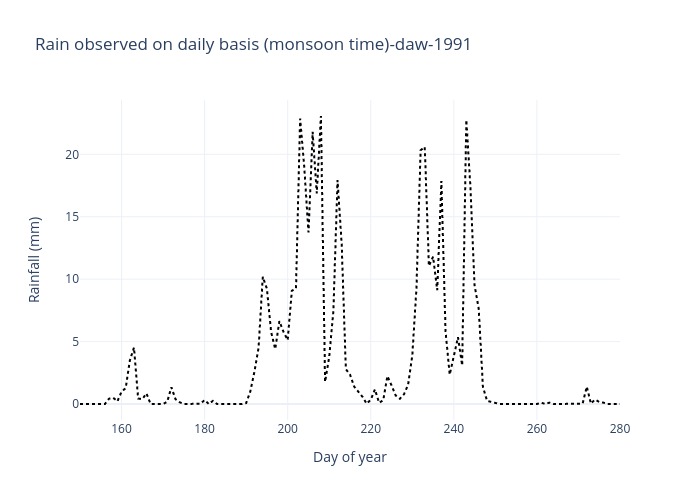 Rain observed on daily basis (monsoon time)-daw-1991
Rainfall (mm)
20
15
10
5
0
160 180 200 220 240 260 280
Day of year